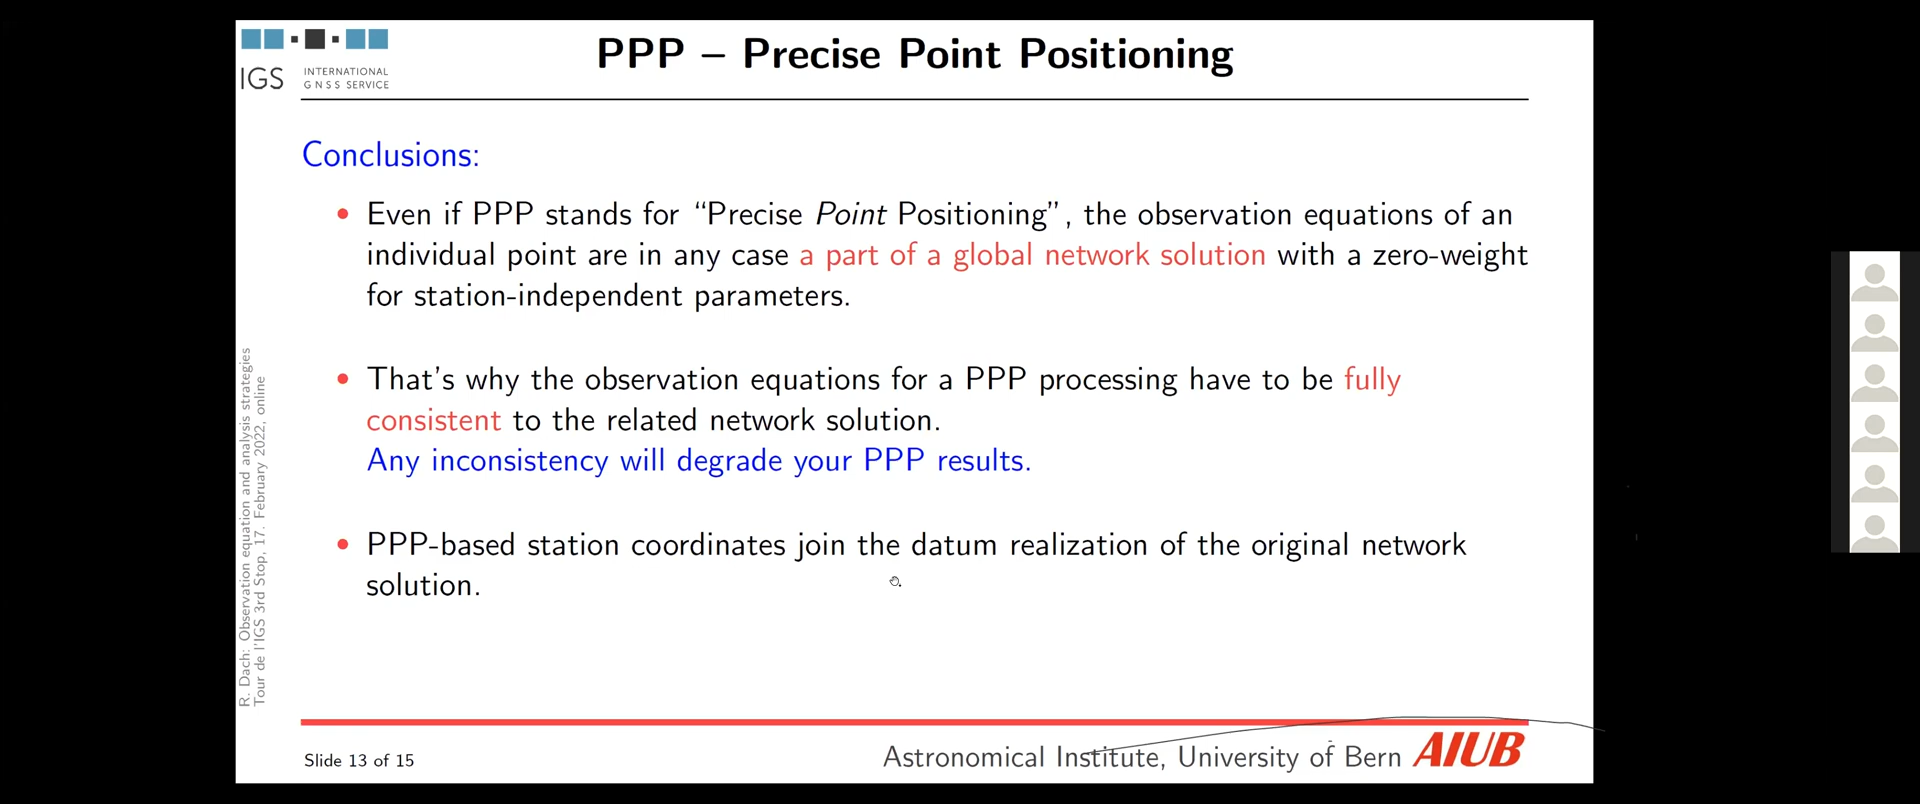 IGS
INTERNATIONAL
GNSS SERVICE
PPP – Precise Point Positioning
Conclusions:
• Even if PPP stands for “Precise Point Positioning”, the observation equations of an
individual point are in any case a part of a global network solution with a zero-weight
for station-independent parameters.
• That’s why the observation equations for a PPP processing have to be fully
consistent to the related network solution.
Any inconsistency will degrade your PPP results.
• PPP-based station coordinates join the datum realization of the original network
solution.
R. Dach: Observation equation and analysis strategies
Tour de l’IGS 3rd Stop, 17. February 2022, online
Slide 13 of 15
Astronomical Institute, University of Bern AIUB